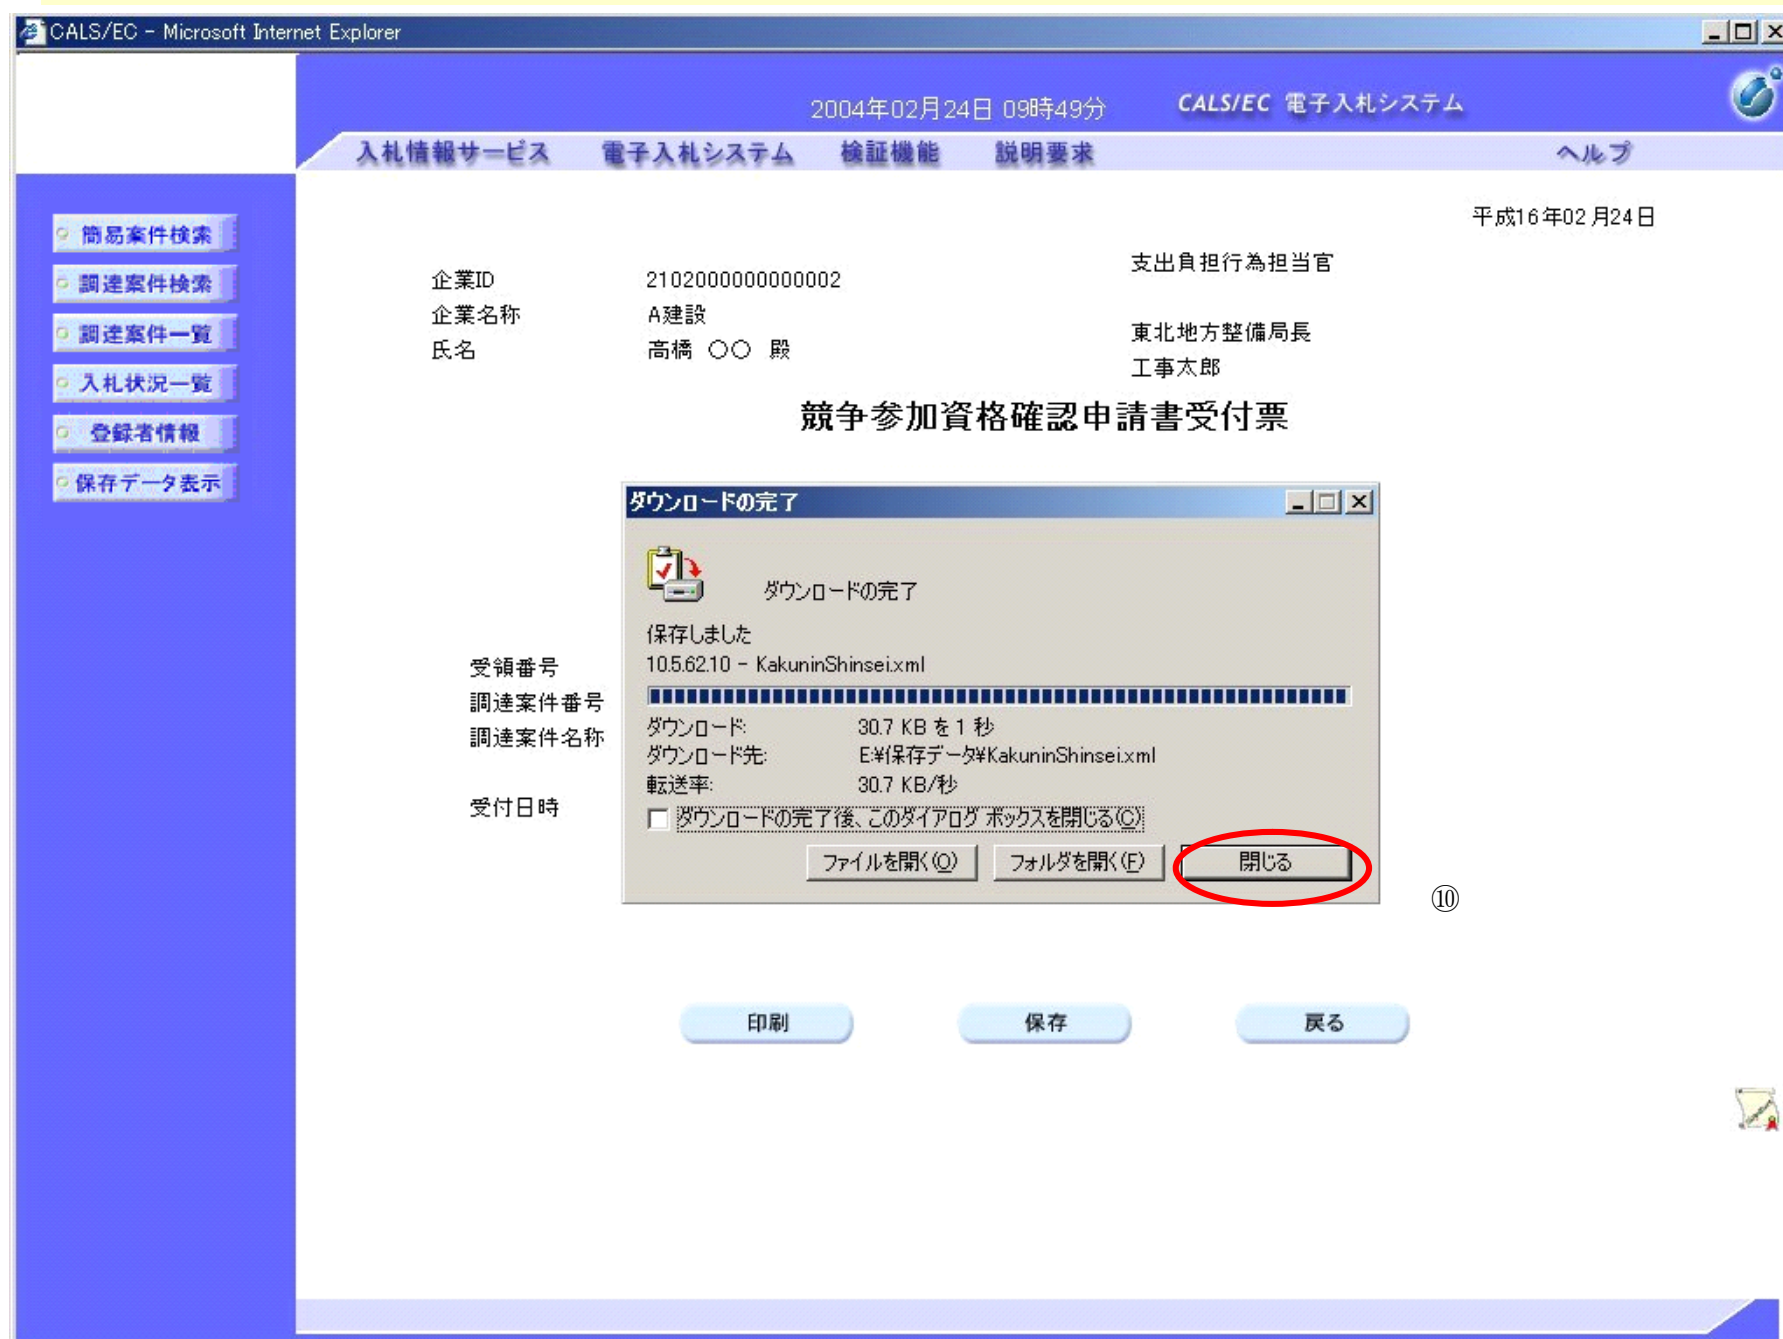 CALS/EC - Microsoft Internet Explorer
2004年02月24日 09時49分 CALS/EC 電子入札システム
入札情報サービス 電子入札システム 検証機能 説明要求 ヘルプ
簡易案件検索
調達案件検索
調達案件一覧
入札状況一覧
登録者情報
保存データ表示
平成16年02月24日
支出負担行為担当官
企業ID 2102000000000002
企業名称 A建設
東北地方整備局長
氏名 高橋 〇〇 殿
工事太郎
競争参加資格確認申請書受付票
ダウンロードの完了
ダウンロードの完了
保存しました
10.5.62.10 - KakuninShinsei.xml
受領番号
調達案件番号
調達案件名称
受付日時
ダウンロード: 30.7 KB を 1 秒
ダウンロード先: E:¥保存データ¥KakuninShinsei.xml
転送率: 30.7 KB/秒
ダウンロードの完了後、このダイアログ ボックスを閉じる(C)
ファイルを開く(O) フォルダを開く(F) 閉じる
⑩
印刷 保存 戻る